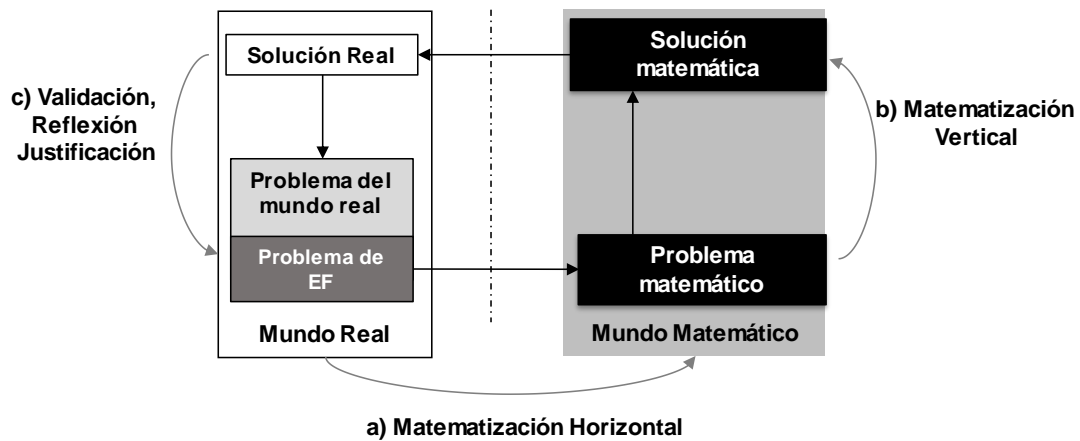 Solución Real
Solución
matemática
c) Validación,
Reflexión
Justificación
b) Matematización
Vertical
Problema del
mundo real
Problema de
EF
Problema
matemático
Mundo Real
Mundo Matemático
a) Matematización Horizontal